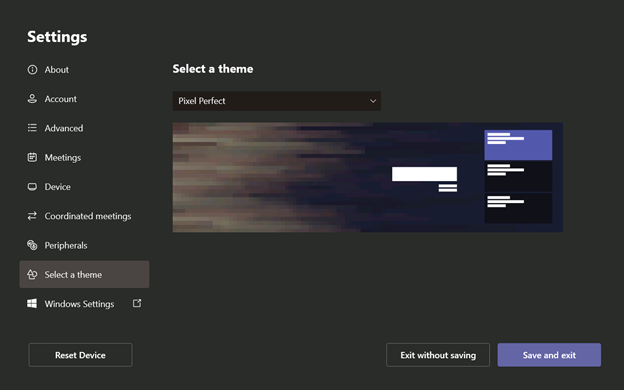 Settings
About
Account
Advanced
Meetings
Device
Coordinated meetings
Peripherals
Select a theme
Windows Settings
Select a theme
Pixel Perfect
Reset Device
Exit without saving
Save and exit